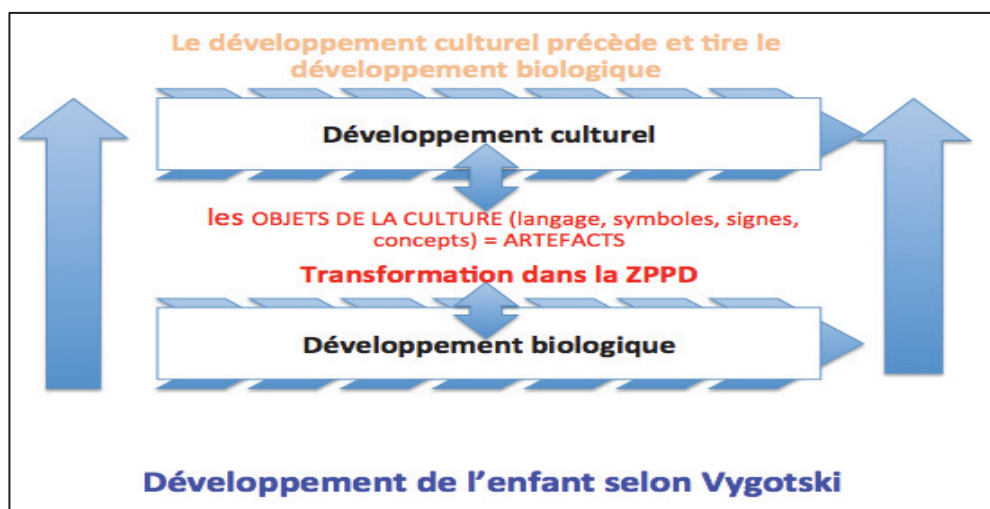 Le développement culturel précède et tire le
développement biologique
Développement culturel
les OBJETS DE LA CULTURE (langage, symboles, signes,
concepts) = ARTEFACTS
Transformation dans la ZPPD
Développement biologique
Développement de l'enfant selon Vygotski